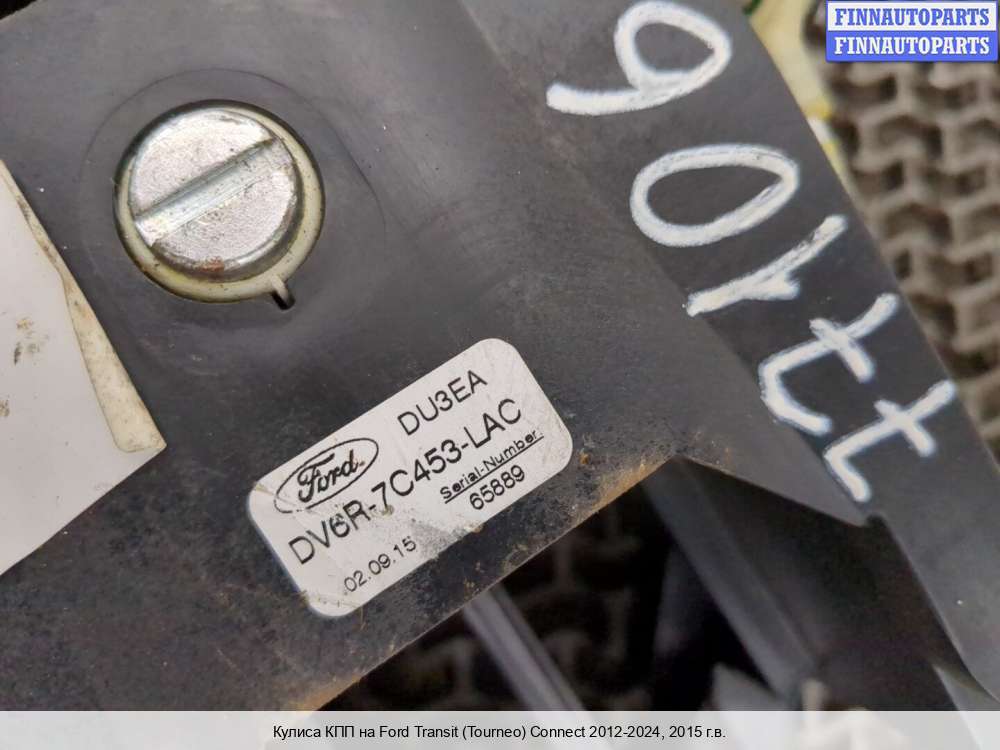 FINNAUTOPARTS
FINNAUTOPARTS
77106
Ford
DU3EA
DV6R-7C453-LAC
Serial-Number:
02.09.15
65889
Кулиса КПП на Ford Transit (Tourneo) Connect 2012-2024, 2015 г.в.